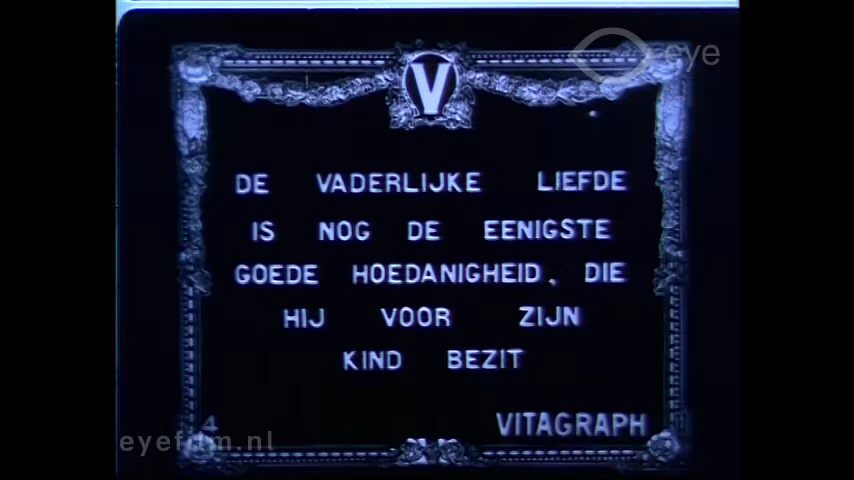 eye
V
DE VADERLIJKE LIEFDE
IS NOG DE EENIGSTE
GOEDE HOEDANIGHEID, DIE
HIJ VOOR ZIJN
KIND BEZIT
4
VITAGRAPH
eyefilm.nl